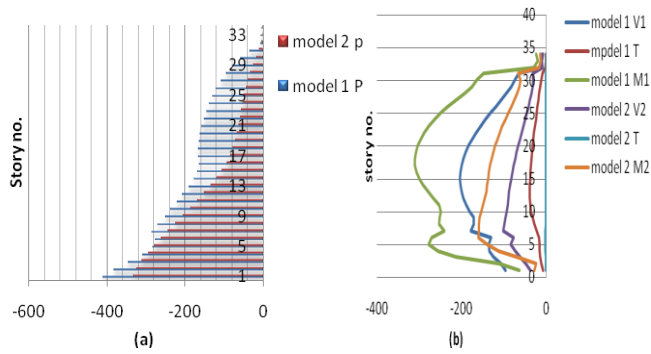 33
29
25
21
17
13
9
5
1
Story no.
-600
-400
-200
-0
(a)
model 2 p
model 1 P
40
35
30
25
20
15
10
5
0
story no.
-400
-200
0
(b)
model 1 V1
mpdel 1 T
model 1 M1
model 2 V2
model 2 T
model 2 M2